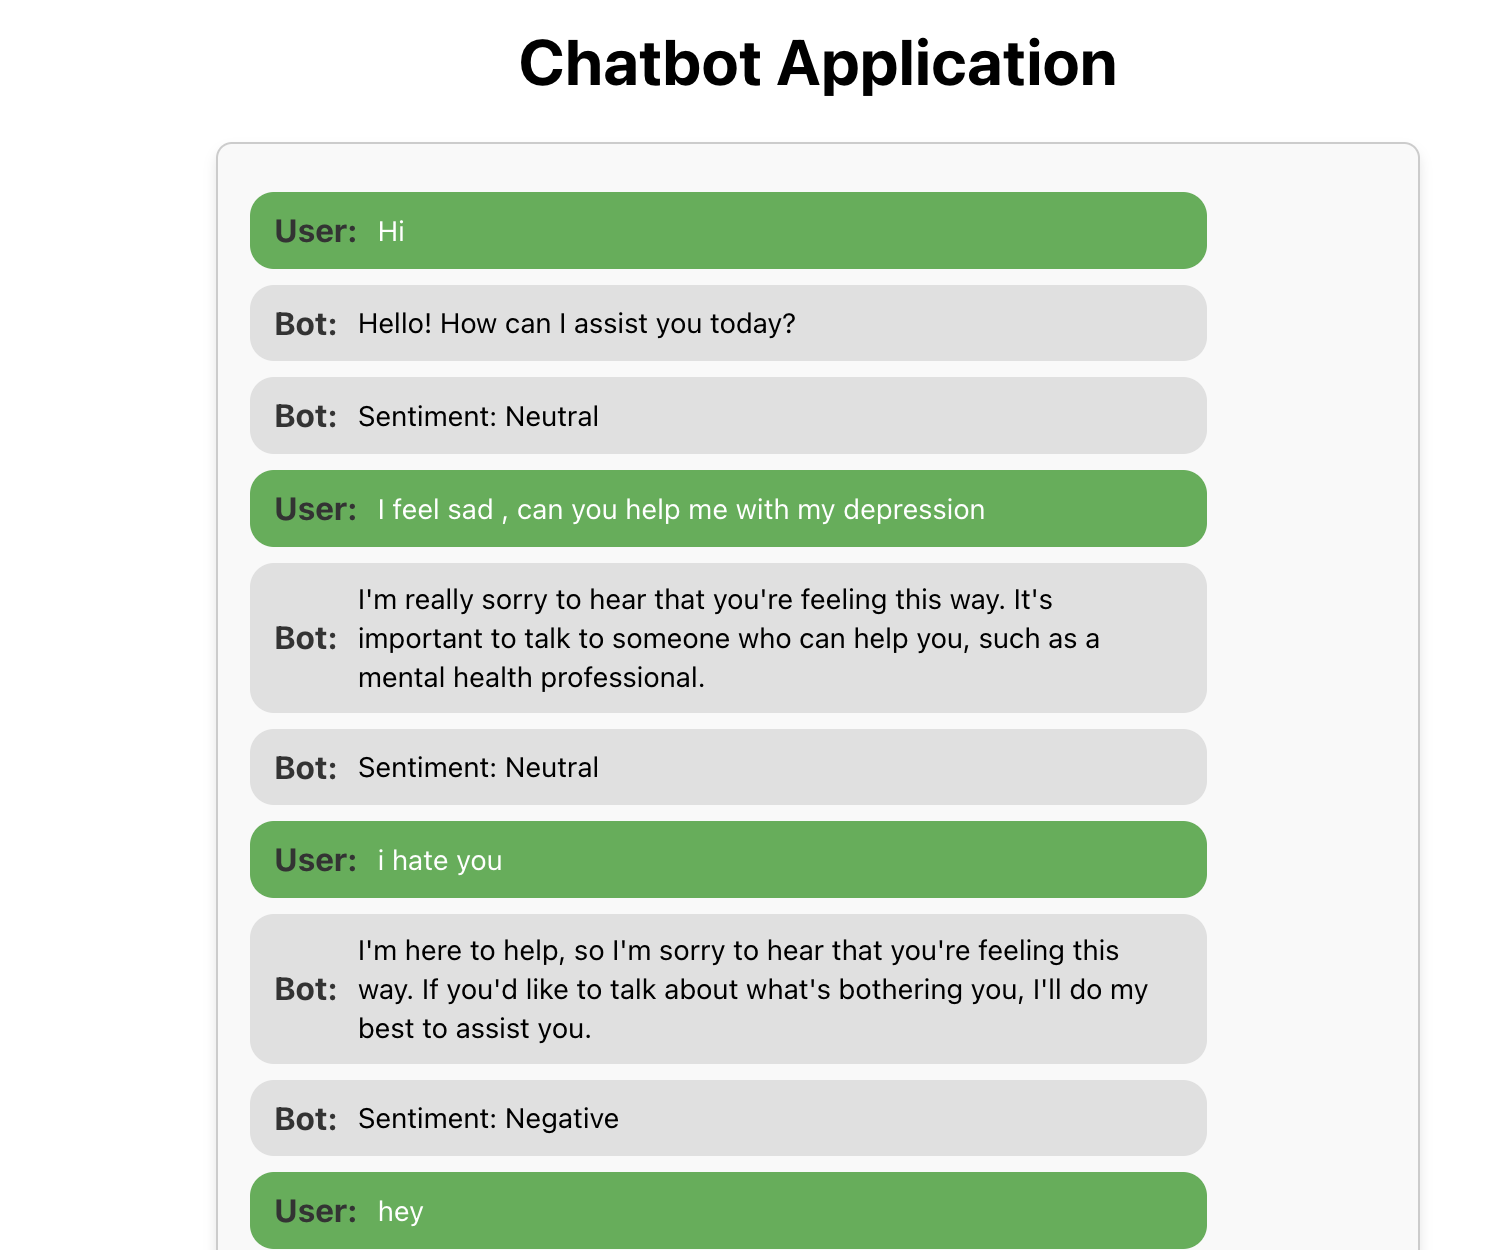 Chatbot Application
User: Hi
Bot: Hello! How can I assist you today?
Bot: Sentiment: Neutral
User: I feel sad , can you help me with my depression
I'm really sorry to hear that you're feeling this way. It's
Bot: important to talk to someone who can help you, such as a
mental health professional.
Bot: Sentiment: Neutral
User: i hate you
I'm here to help, so I'm sorry to hear that you're feeling this
Bot: way. If you'd like to talk about what's bothering you, I'll do my
best to assist you.
Bot: Sentiment: Negative
User: hey